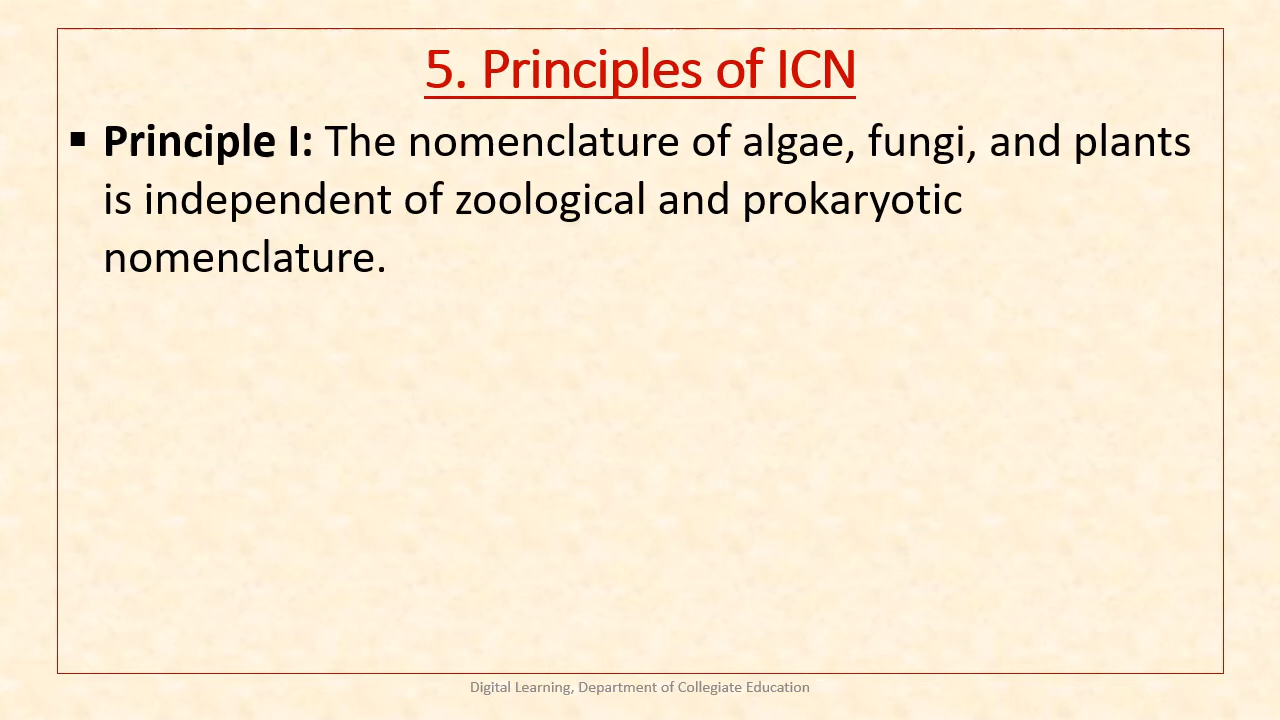 5. Principles of ICN
▪ Principle I: The nomenclature of algae, fungi, and plants
is independent of zoological and prokaryotic
nomenclature.
Digital Learning, Department of Collegiate Education